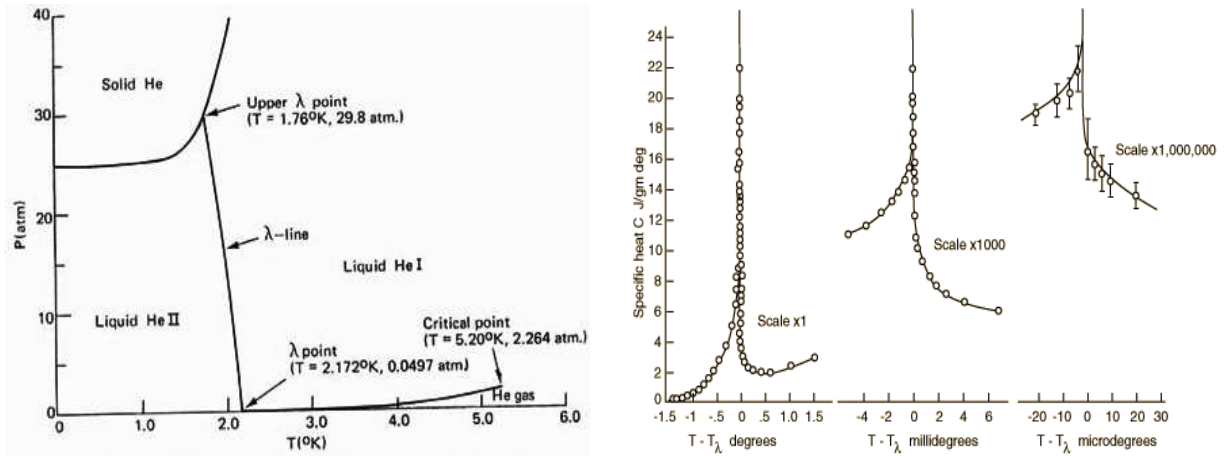 40
30
20
10
0
P(atm)
Solid He
Upper λ point
(T = 1.76°K, 29.8 atm.)
λ-line
Liquid He I
Liquid He II
λ point
(T = 2.172°K, 0.0497 atm)
Critical point
(T = 5.20°K, 2.264 atm.)
He gas
0
1.0
2.0
3.0
4.0
5.0
6.0
T(°K)
Specific heat C J/gm deg
24
22
20
18
16
14
12
10
8
6
4
2
0
Scale x1
-1.5
-1.0
-.5
0
.5
1.0
1.5
T - Tλ degrees
Scale x1000
-4
-2
0
2
4
6
T - Tλ millidegrees
Scale x1,000,000
-20
-10
0
10
20
30
T - Tλ microdegrees